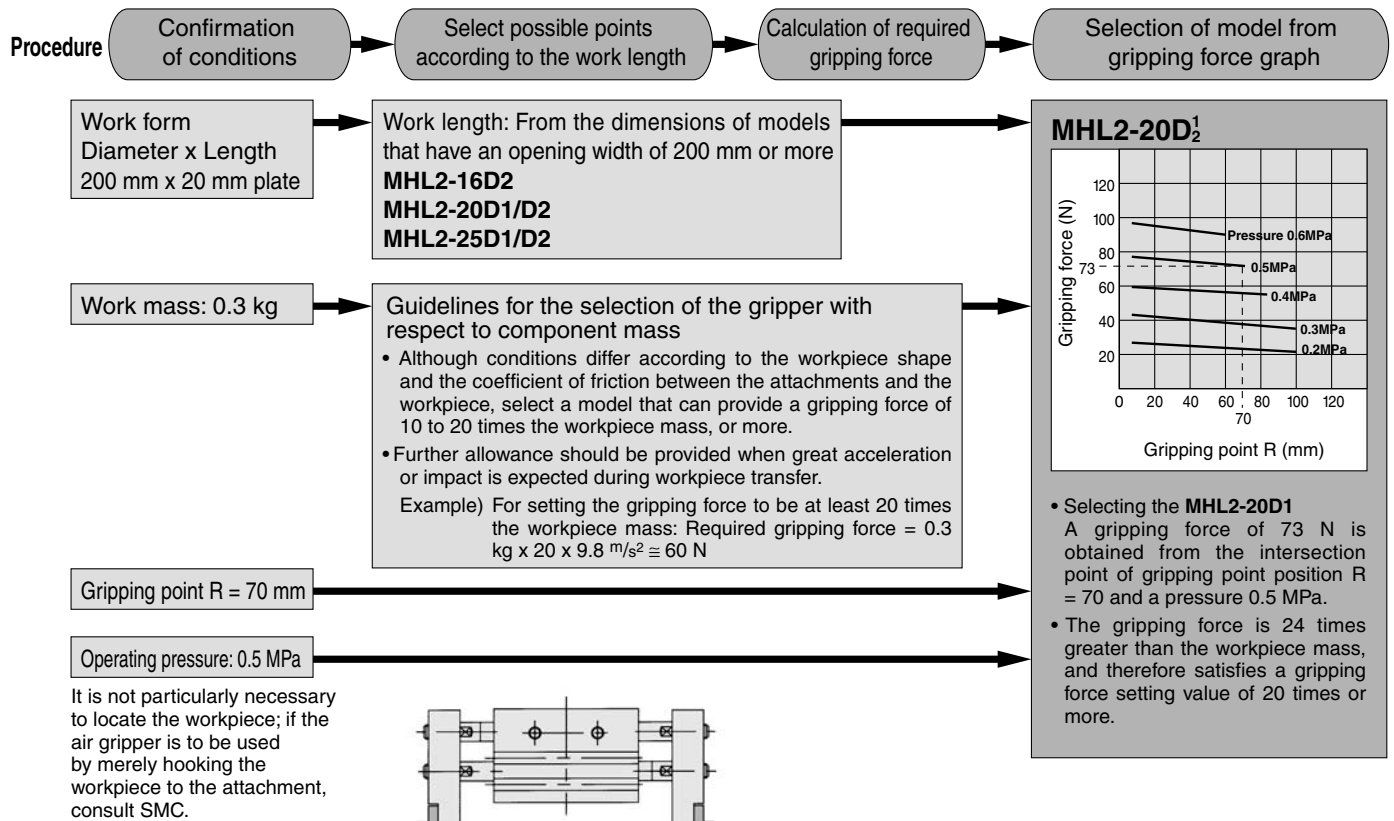 Procedure
Confirmation
of conditions
Select possible points
according to the work length
Calculation of required
gripping force
Selection of model from
gripping force graph
Work form
Diameter x Length
200 mm x 20 mm plate
Work length: From the dimensions of models
that have an opening width of 200 mm or more
MHL2-16D2
MHL2-20D1/D2
MHL2-25D1/D2
Work mass: 0.3 kg
Guidelines for the selection of the gripper with
respect to component mass
• Although conditions differ according to the workpiece shape
and the coefficient of friction between the attachments and the
workpiece, select a model that can provide a gripping force of
10 to 20 times the workpiece mass, or more.
• Further allowance should be provided when great acceleration
or impact is expected during workpiece transfer.
Example) For setting the gripping force to be at least 20 times
the workpiece mass: Required gripping force = 0.3
kg x 20 x 9.8 m/s² ≅ 60 N
Gripping point R = 70 mm
Operating pressure: 0.5 MPa
It is not particularly necessary
to locate the workpiece; if the
air gripper is to be used
by merely hooking the
workpiece to the attachment,
consult SMC.
MHL2-20D½
Gripping force (N)
120
100
80
73
60
40
20
Pressure 0.6MPa
0.5MPa
0.4MPa
0.3MPa
0.2MPa
0 20 40 60 80 100 120
70
Gripping point R (mm)
• Selecting the MHL2-20D1
A gripping force of 73 N is
obtained from the intersection
point of gripping point position R
= 70 and a pressure 0.5 MPa.
• The gripping force is 24 times
greater than the workpiece mass,
and therefore satisfies a gripping
force setting value of 20 times or
more.